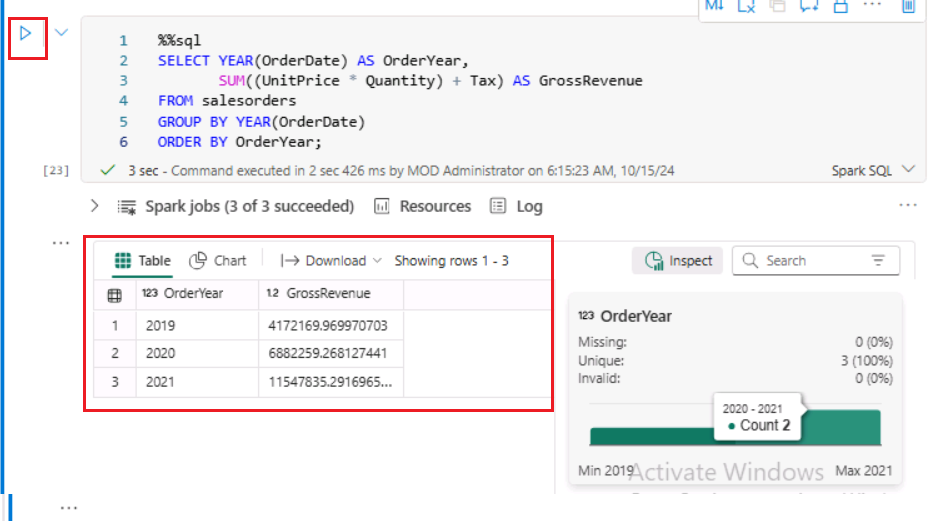 M↓
1 %%sql
2 SELECT YEAR(OrderDate) AS OrderYear,
3 SUM((UnitPrice * Quantity) + Tax) AS GrossRevenue
4 FROM salesorders
5 GROUP BY YEAR(OrderDate)
6 ORDER BY OrderYear;
[23] 3 sec - Command executed in 2 sec 426 ms by MOD Administrator on 6:15:23 AM, 10/15/24 Spark SQL
Spark jobs (3 of 3 succeeded) Resources Log
Table Chart Download Showing rows 1 - 3 Inspect Search
123 OrderYear 1.2 GrossRevenue
1 2019 4172169.969970703
2 2020 6882259.268127441
3 2021 11547835.2916965...
123 OrderYear
Missing: 0 (0%)
Unique: 3 (100%)
Invalid: 0 (0%)
2020 - 2021
Count 2
Min 2019 Max 2021
Activate Windows